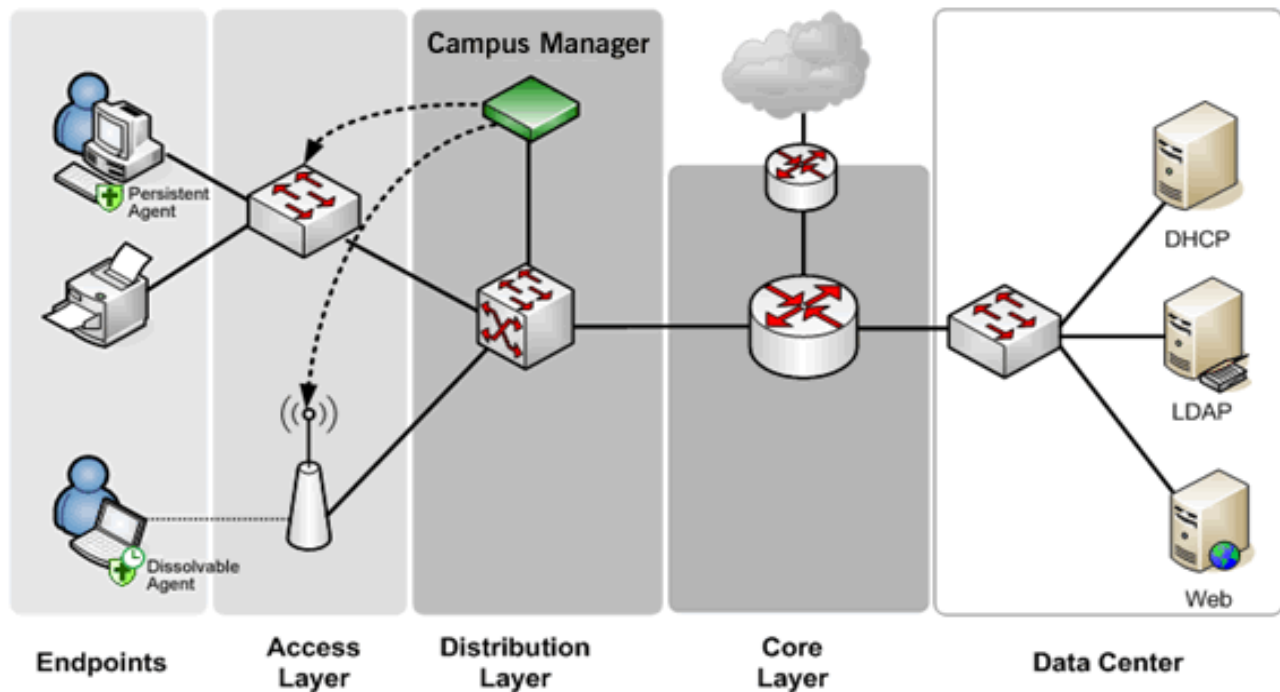 Campus Manager
Persistent
Agent
DHCP
LDAP
Dissolvable
Agent
Web
Endpoints
Access
Layer
Distribution
Layer
Core
Layer
Data Center